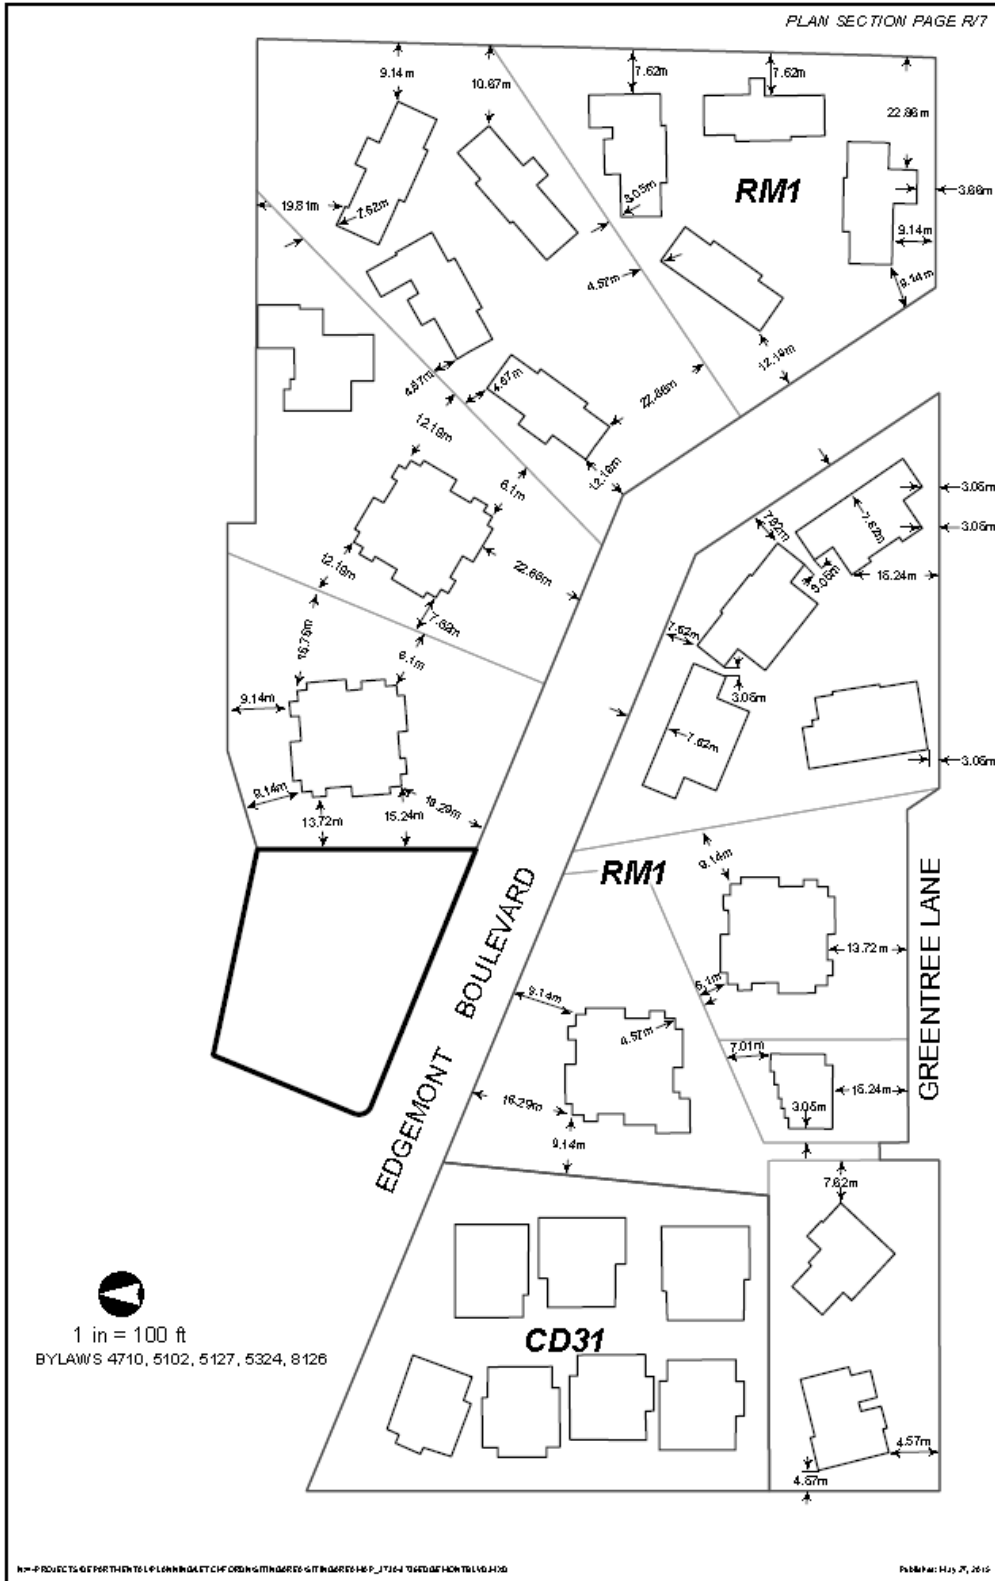 PLAN SECTION PAGE R/7
9.14m
10.67m
7.62m
7.62m
22.86m
RM1
3.05m
3.66m
19.81m
7.62m
9.14m
4.57m
9.14m
12.19m
4.57m
4.57m
22.86m
12.19m
12.19m
6.1m
3.05m
7.62m
7.62m
3.05m
12.19m
22.86m
3.05m
15.24m
7.62m
7.62m
6.1m
9.14m
3.05m
7.62m
3.05m
9.14m
18.29m
13.72m
15.24m
9.14m
RM1
EDGEMONT BOULEVARD
GREENTREE LANE
13.72m
6.1m
9.14m
4.57m
7.01m
15.24m
3.05m
9.14m
7.62m
1 in = 100 ft
BYLAWS 4710, 5102, 5127, 5324, 8126
CD31
4.57m
4.57m